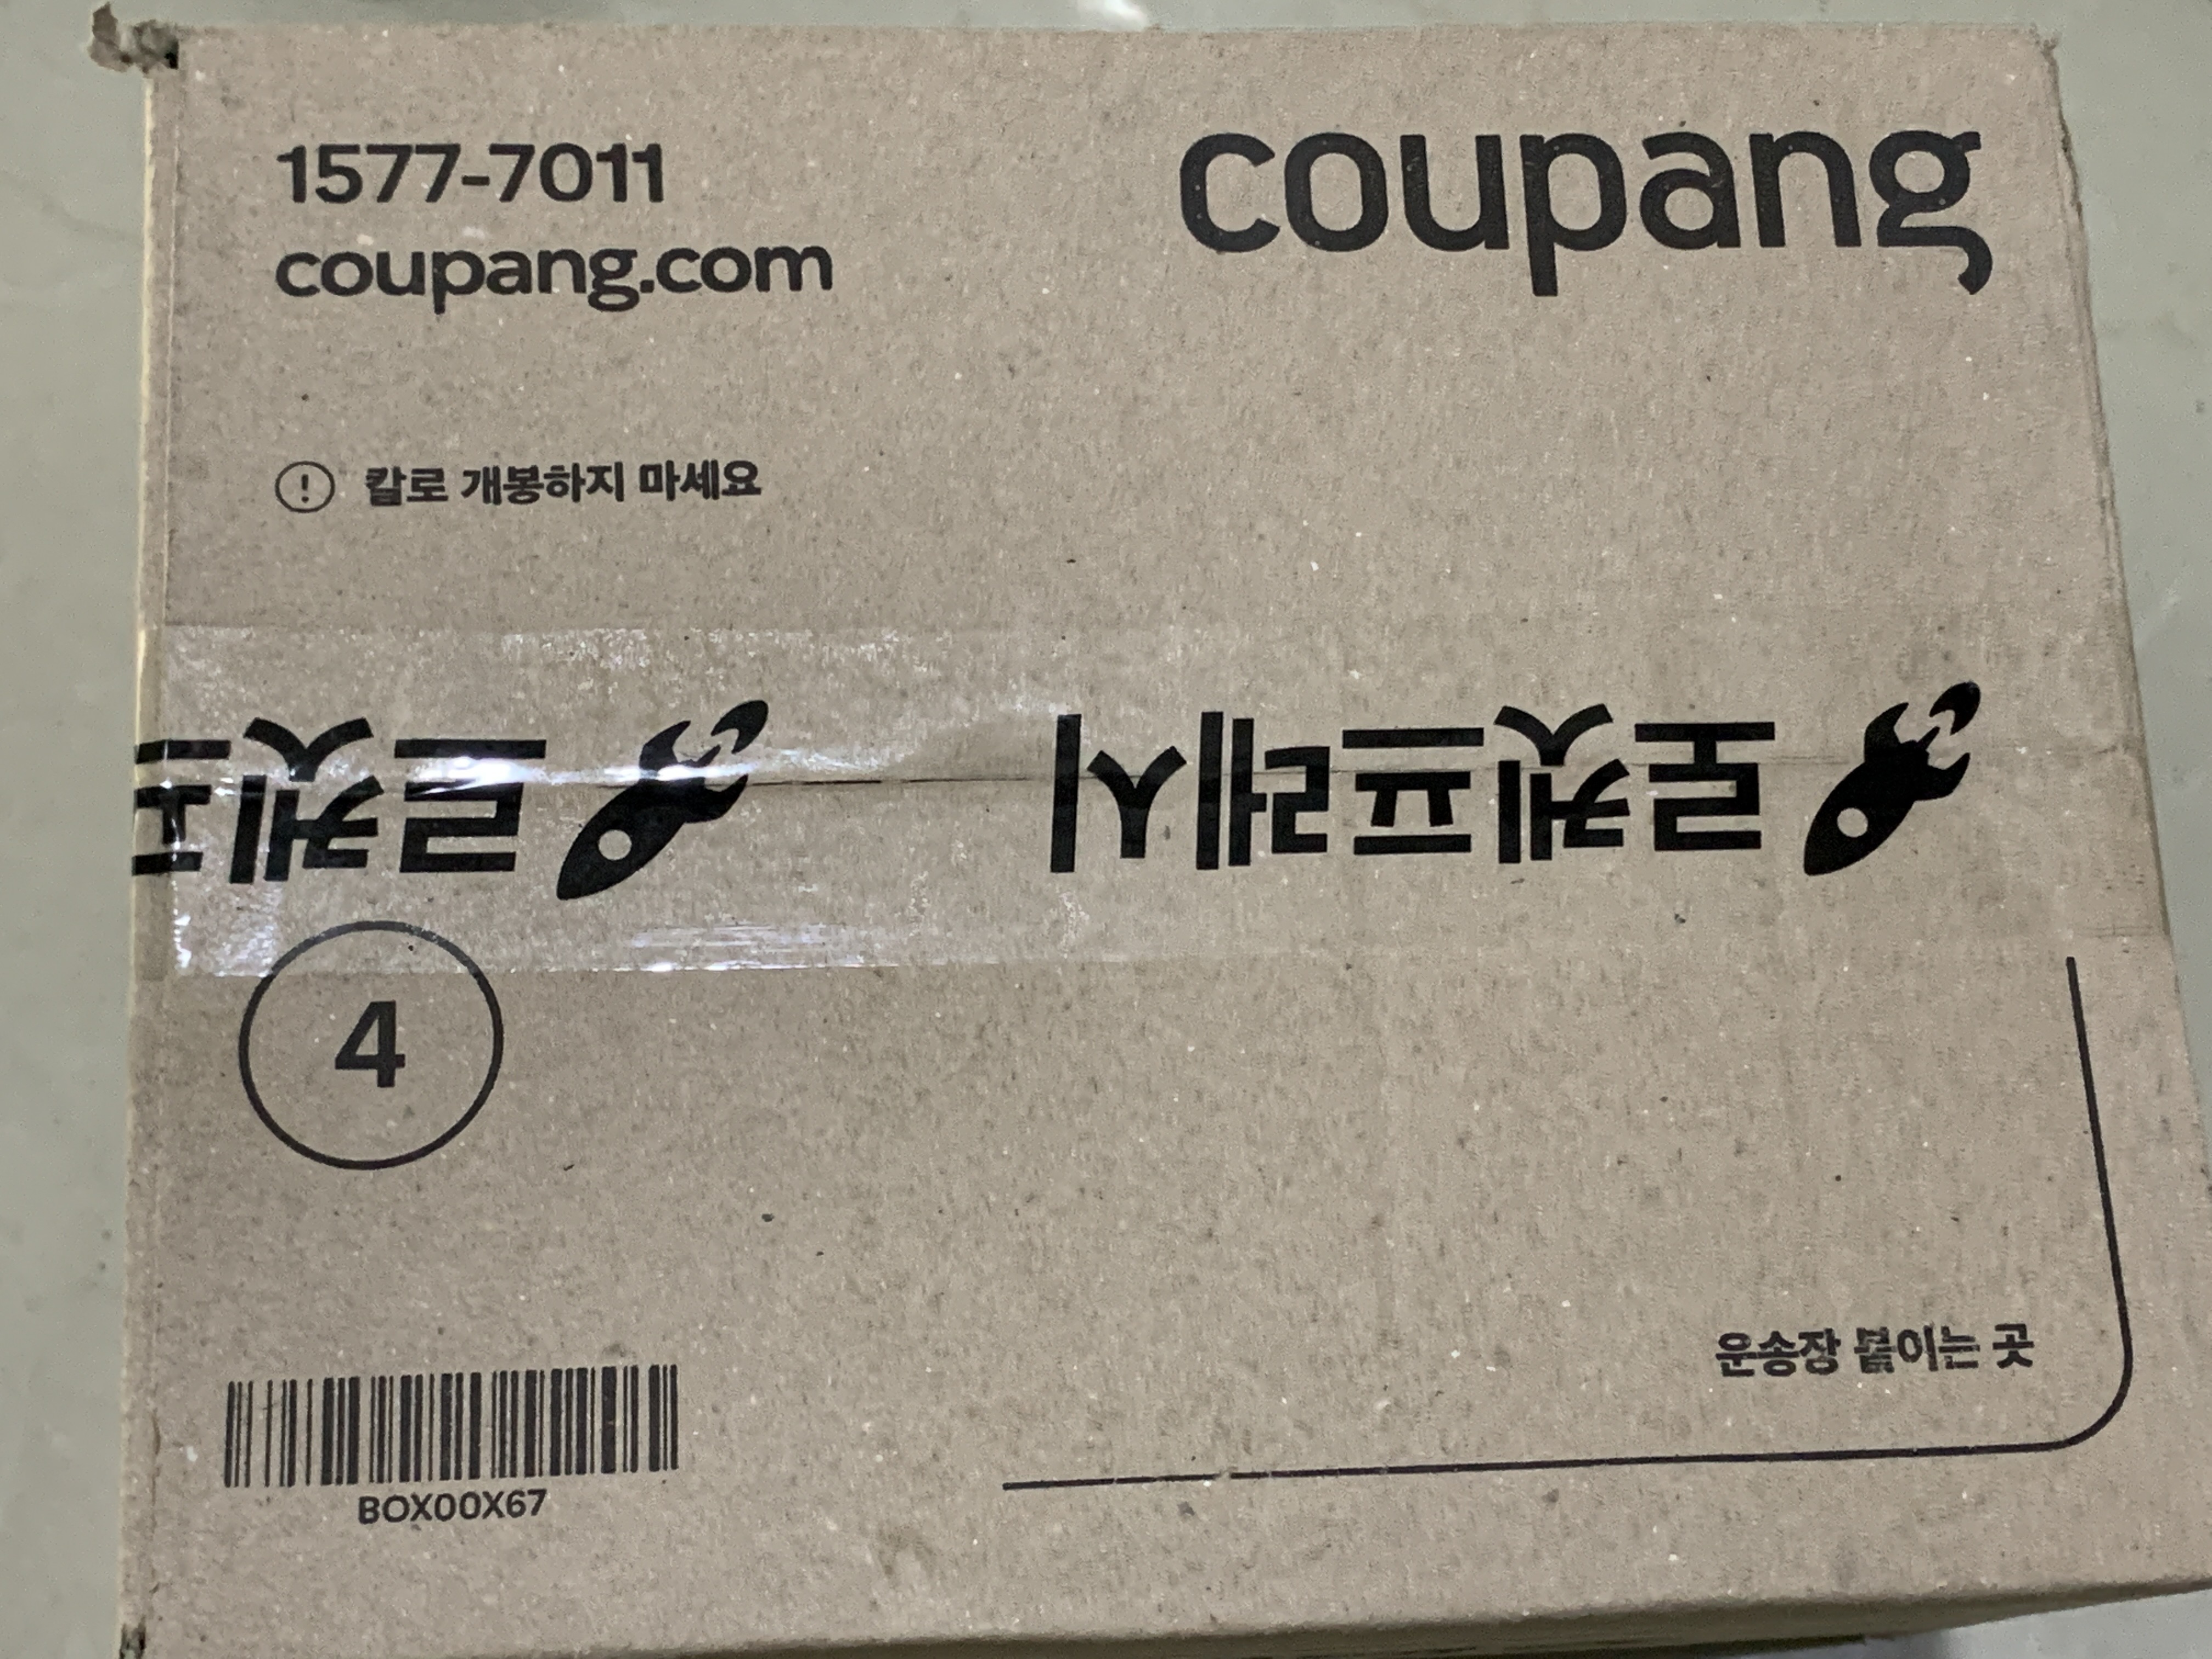 1577-7011
coupang.com
coupang
! 칼로 개봉하지 마세요
로켓프레시
로켓프
4
운송장 붙이는 곳
BOX00X67